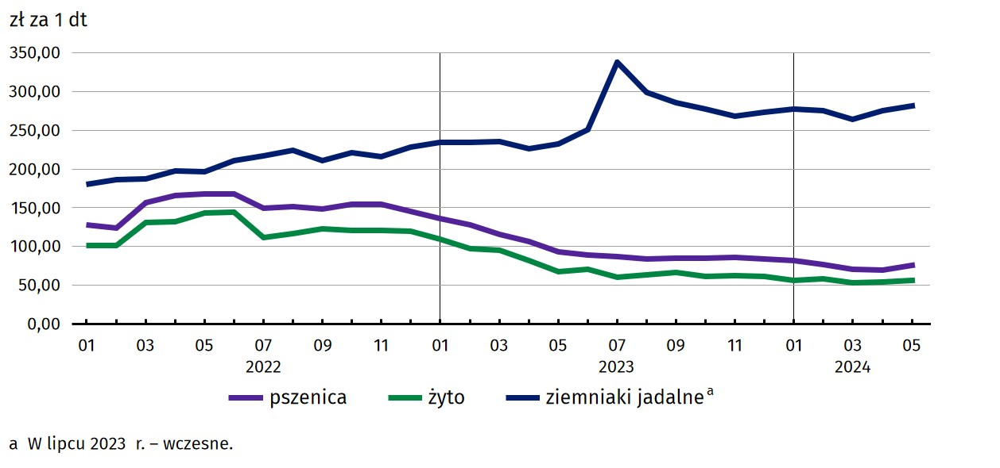 zł za 1 dt
350,00
300,00
250,00
200,00
150,00
100,00
50,00
0,00
01 03 05 07 09 11 01 03 05 07 09 11 01 03 05
2022 2023 2024
pszenica żyto ziemniaki jadalne a
a W lipcu 2023 r. – wczesne.